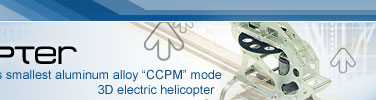 pter
s smallest aluminum alloy “CCPM” mode
3D electric helicopter